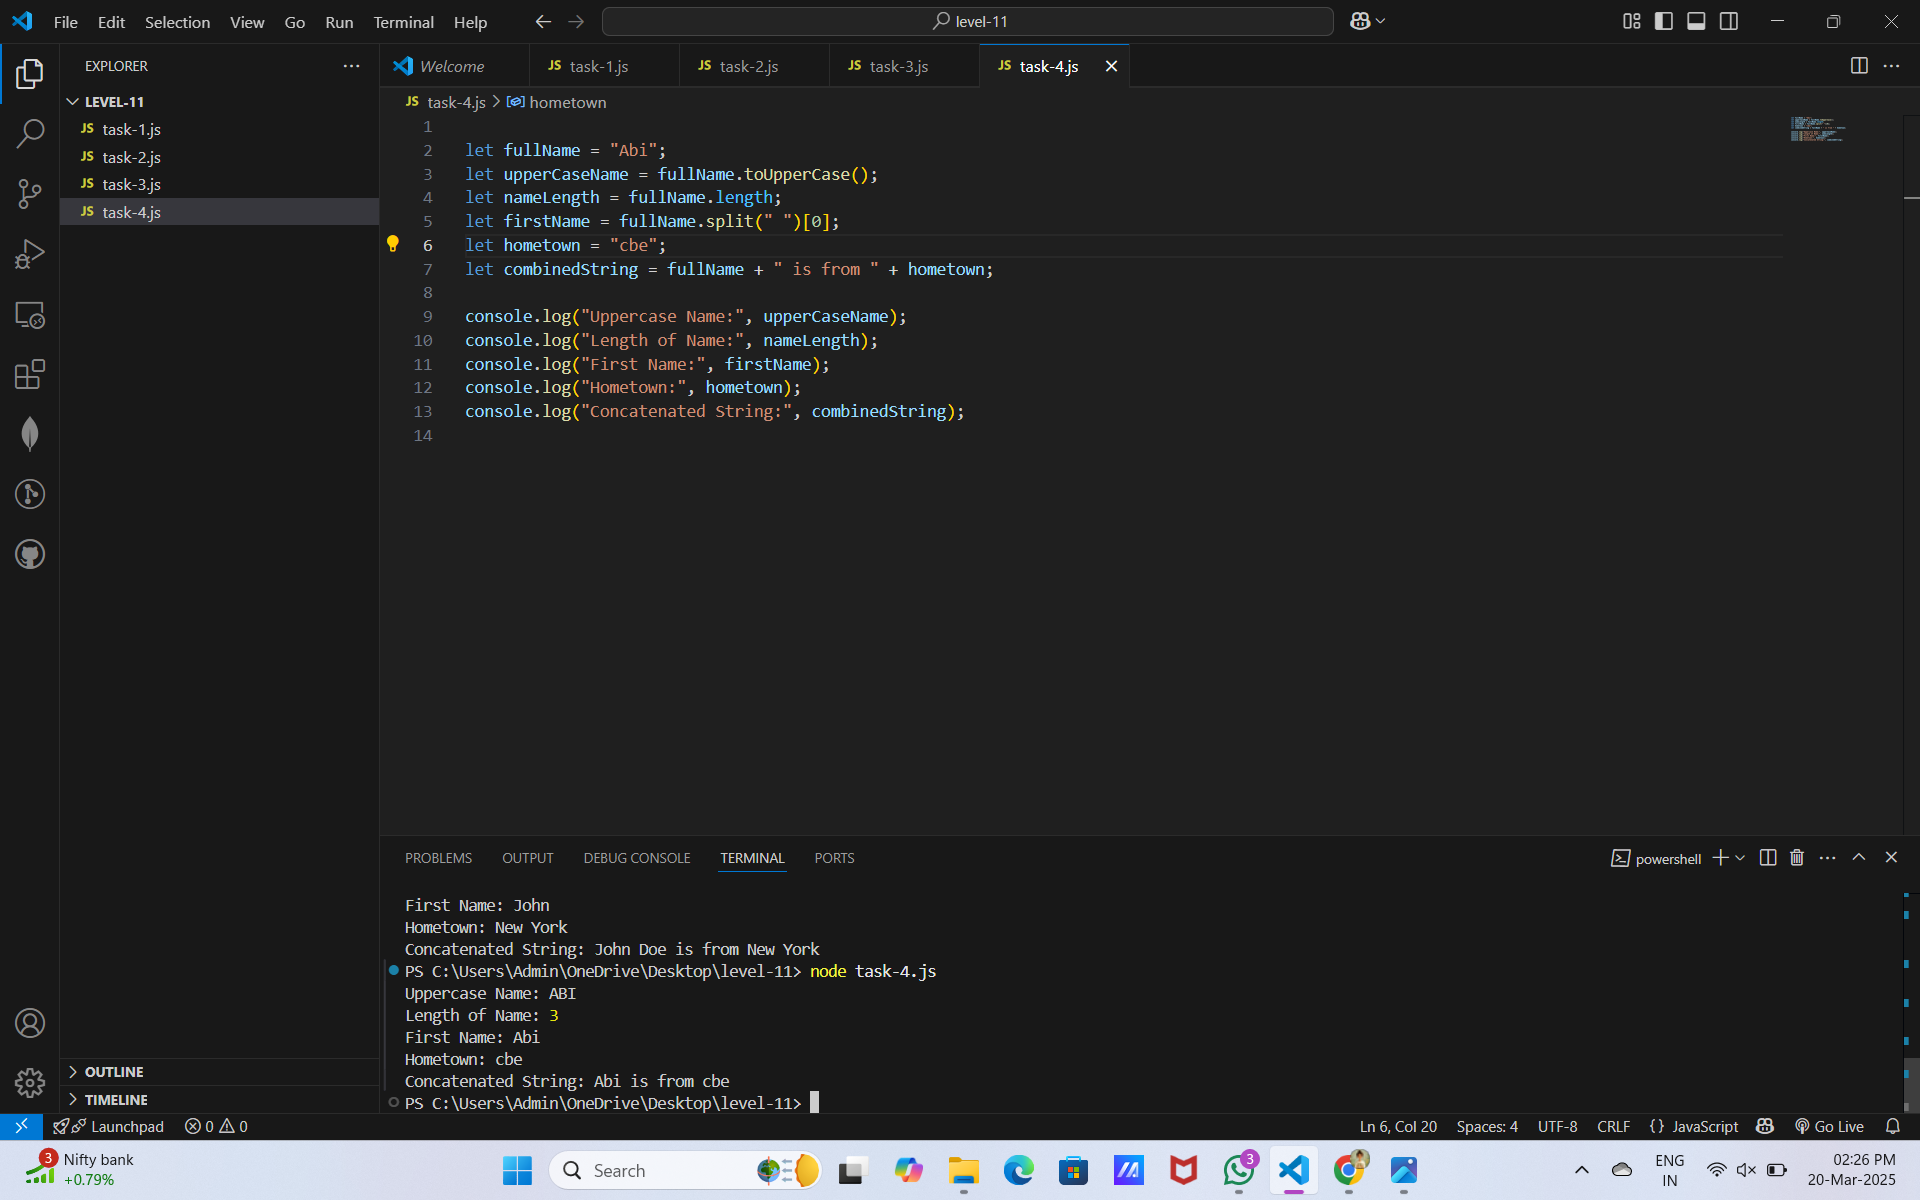 File Edit Selection View Go Run Terminal Help
level-11
EXPLORER
LEVEL-11
JS task-1.js
JS task-2.js
JS task-3.js
JS task-4.js
OUTLINE
TIMELINE
Welcome
JS task-1.js
JS task-2.js
JS task-3.js
JS task-4.js
JS task-4.js > hometown
1
2 let fullName = "Abi";
3 let upperCaseName = fullName.toUpperCase();
4 let nameLength = fullName.length;
5 let firstName = fullName.split(" ")[0];
6 let hometown = "cbe";
7 let combinedString = fullName + " is from " + hometown;
8
9 console.log("Uppercase Name:", upperCaseName);
10 console.log("Length of Name:", nameLength);
11 console.log("First Name:", firstName);
12 console.log("Hometown:", hometown);
13 console.log("Concatenated String:", combinedString);
14
PROBLEMS OUTPUT DEBUG CONSOLE TERMINAL PORTS
powershell
First Name: John
Hometown: New York
Concatenated String: John Doe is from New York
PS C:\Users\Admin\OneDrive\Desktop\level-11> node task-4.js
Uppercase Name: ABI
Length of Name: 3
First Name: Abi
Hometown: cbe
Concatenated String: Abi is from cbe
PS C:\Users\Admin\OneDrive\Desktop\level-11>
Launchpad 0 0
Ln 6, Col 20 Spaces: 4 UTF-8 CRLF {} JavaScript Go Live
3
Nifty bank
+0.79%
Search
3
ENG
IN
02:26 PM
20-Mar-2025